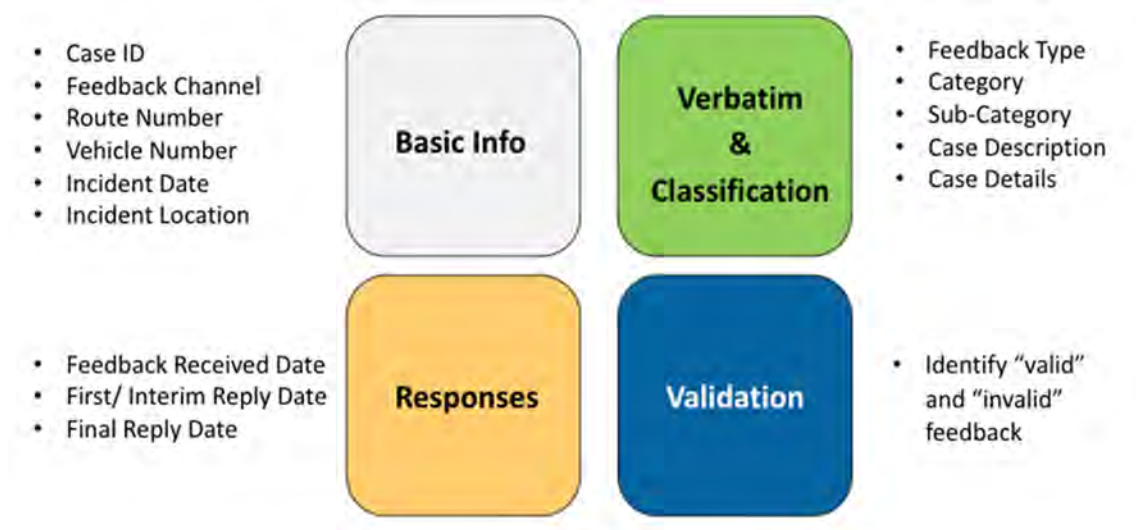 • Case ID
• Feedback Channel
• Route Number
• Vehicle Number
• Incident Date
• Incident Location
Basic Info
Verbatim
&
Classification
• Feedback Type
• Category
• Sub-Category
• Case Description
• Case Details
• Feedback Received Date
• First/ Interim Reply Date
• Final Reply Date
Responses
Validation
• Identify “valid”
and “invalid”
feedback